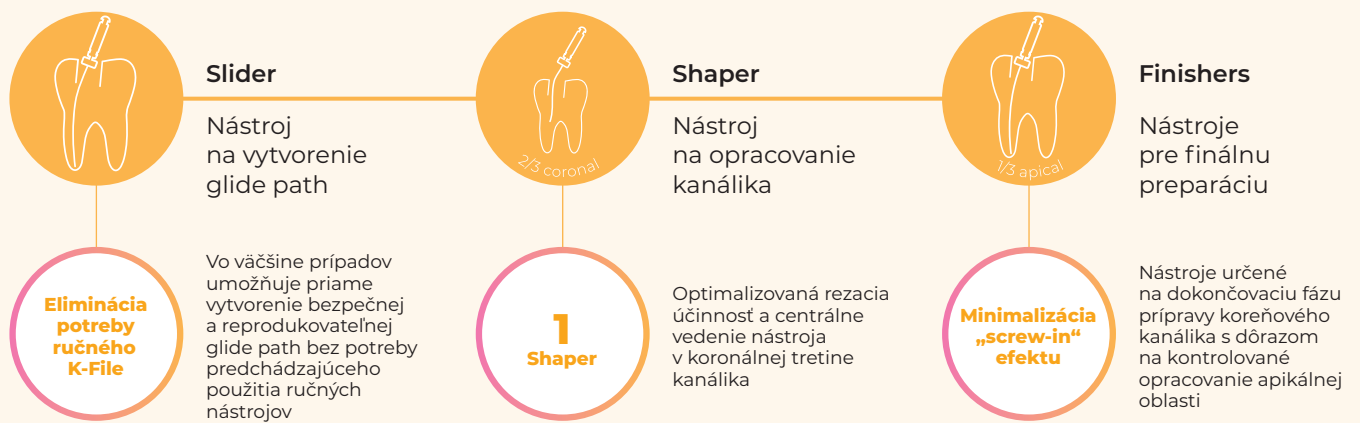 Slider
Nástroj
na vytvorenie
glide path
2/3 coronal
Shaper
Nástroj
na opracovanie
kanálika
1/3 apical
Finishers
Nástroje
pre finálnu
preparáciu
Eliminácia
potreby
ručného
K-File
Vo väčšine prípadov
umožňuje priame
vytvorenie bezpečnej
a reprodukovateľnej
glide path bez potreby
predchádzajúceho
použitia ručných
nástrojov
1
Shaper
Optimalizovaná rezacia
účinnosť a centrálne
vedenie nástroja
v koronálnej tretine
kanálika
Minimalizácia
„screw-in“
efektu
Nástroje určené
na dokončovaciu fázu
prípravy koreňového
kanálika s dôrazom
na kontrolované
opracovanie apikálnej
oblasti